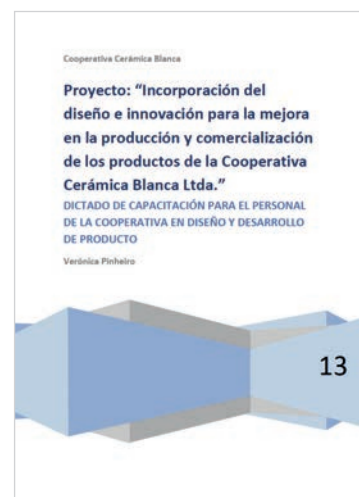 Cooperativa Cerámica Blanca
Proyecto: “Incorporación del
diseño e innovación para la mejora
en la producción y comercialización
de los productos de la Cooperativa
Cerámica Blanca Ltda.”
DICTADO DE CAPACITACIÓN PARA EL PERSONAL
DE LA COOPERATIVA EN DISEÑO Y DESARROLLO
DE PRODUCTO
Verónica Pinheiro
13